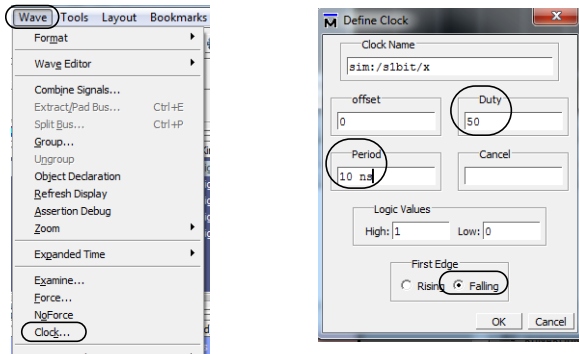 Wave Tools Layout Bookmarks
Format
Wave Editor
Combine Signals...
Extract/Pad Bus... Ctrl+E
Split Bus... Ctrl+P
Group...
Ungroup
Object Declaration
Refresh Display
Assertion Debug
Zoom
Expanded Time
Examine...
Force...
NoForce
Clock...
M Define Clock
Clock Name
sim:/s1bit/x
offset Duty
0 50
Period Cancel
10 ns
Logic Values
High: 1 Low: 0
First Edge
Rising Falling
OK Cancel